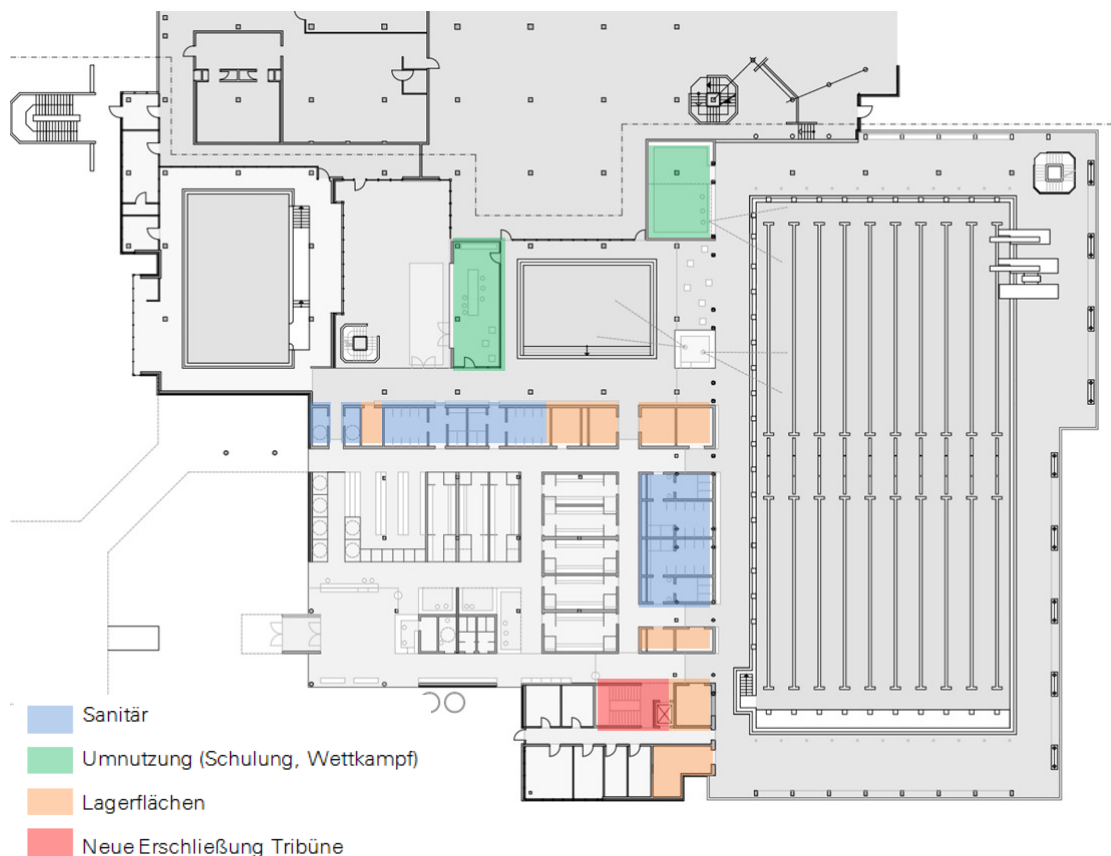 Sanitär
Umnutzung (Schulung, Wettkampf)
Lagerflächen
Neue Erschließung Tribüne